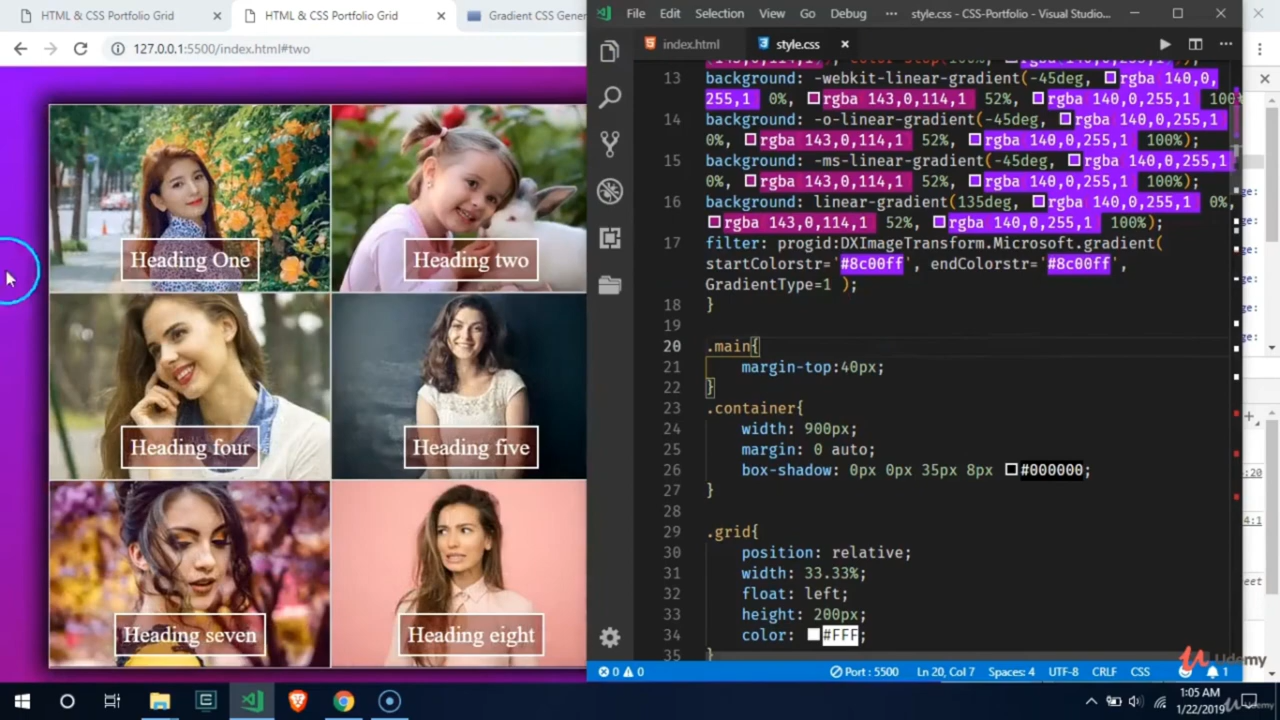 HTML & CSS Portfolio Grid
HTML & CSS Portfolio Grid
Gradient CSS Gener
127.0.0.1:5500/index.html#two
Heading One
Heading two
Heading four
Heading five
Heading seven
Heading eight
File Edit Selection View Go Debug ··· style.css - CSS-Portfolio - Visual Studio...
index.html
style.css
13 background: -webkit-linear-gradient(-45deg, rgba 140,0,
255,1 0%, rgba 143,0,114,1 52%, rgba 140,0,255,1 100%
14 background: -o-linear-gradient(-45deg, rgba 140,0,255,1
0%, rgba 143,0,114,1 52%, rgba 140,0,255,1 100%);
15 background: -ms-linear-gradient(-45deg, rgba 140,0,255,1
0%, rgba 143,0,114,1 52%, rgba 140,0,255,1 100%);
16 background: linear-gradient(135deg, rgba 140,0,255,1 0%,
rgba 143,0,114,1 52%, rgba 140,0,255,1 100%);
17 filter: progid:DXImageTransform.Microsoft.gradient(
startColorstr='#8c00ff', endColorstr='#8c00ff',
GradientType=1 );
18 }
19
20 .main{
21 margin-top:40px;
22 }
23 .container{
24 width: 900px;
25 margin: 0 auto;
26 box-shadow: 0px 0px 35px 8px #000000;
27 }
28
29 .grid{
30 position: relative;
31 width: 33.33%;
32 float: left;
33 height: 200px;
34 color: #FFF;
35 }
0 0
Port : 5500 Ln 20, Col 7 Spaces: 4 UTF-8 CRLF CSS 1
Udemy
1:05 AM
1/22/2019